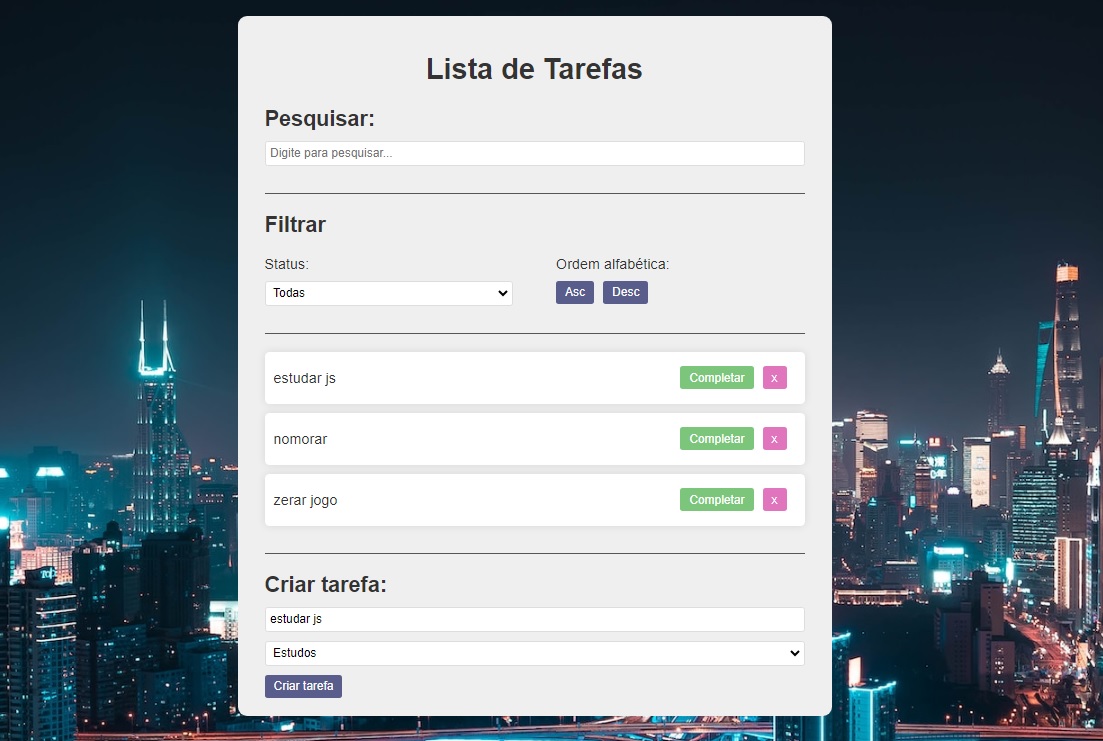 Lista de Tarefas
Pesquisar:
Digite para pesquisar...
Filtrar
Status:
Todas
Ordem alfabética:
Asc Desc
estudar js Completar x
nomorar Completar x
zerar jogo Completar x
Criar tarefa:
estudar js
Estudos
Criar tarefa